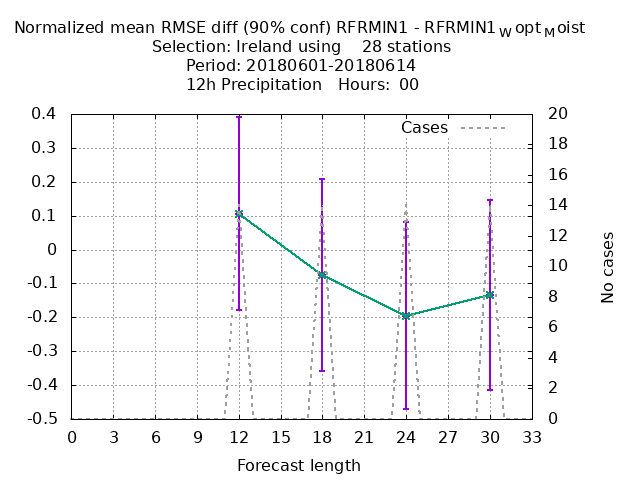 Normalized mean RMSE diff (90% conf) RFRMIN1 - RFRMIN1WoptMoist
Selection: Ireland using 28 stations
Period: 20180601-20180614
12h Precipitation Hours: 00
Cases
0.4
0.3
0.2
0.1
0
-0.1
-0.2
-0.3
-0.4
-0.5
20
18
16
14
12
10
8
6
4
2
0
No cases
0 3 6 9 12 15 18 21 24 27 30 33
Forecast length